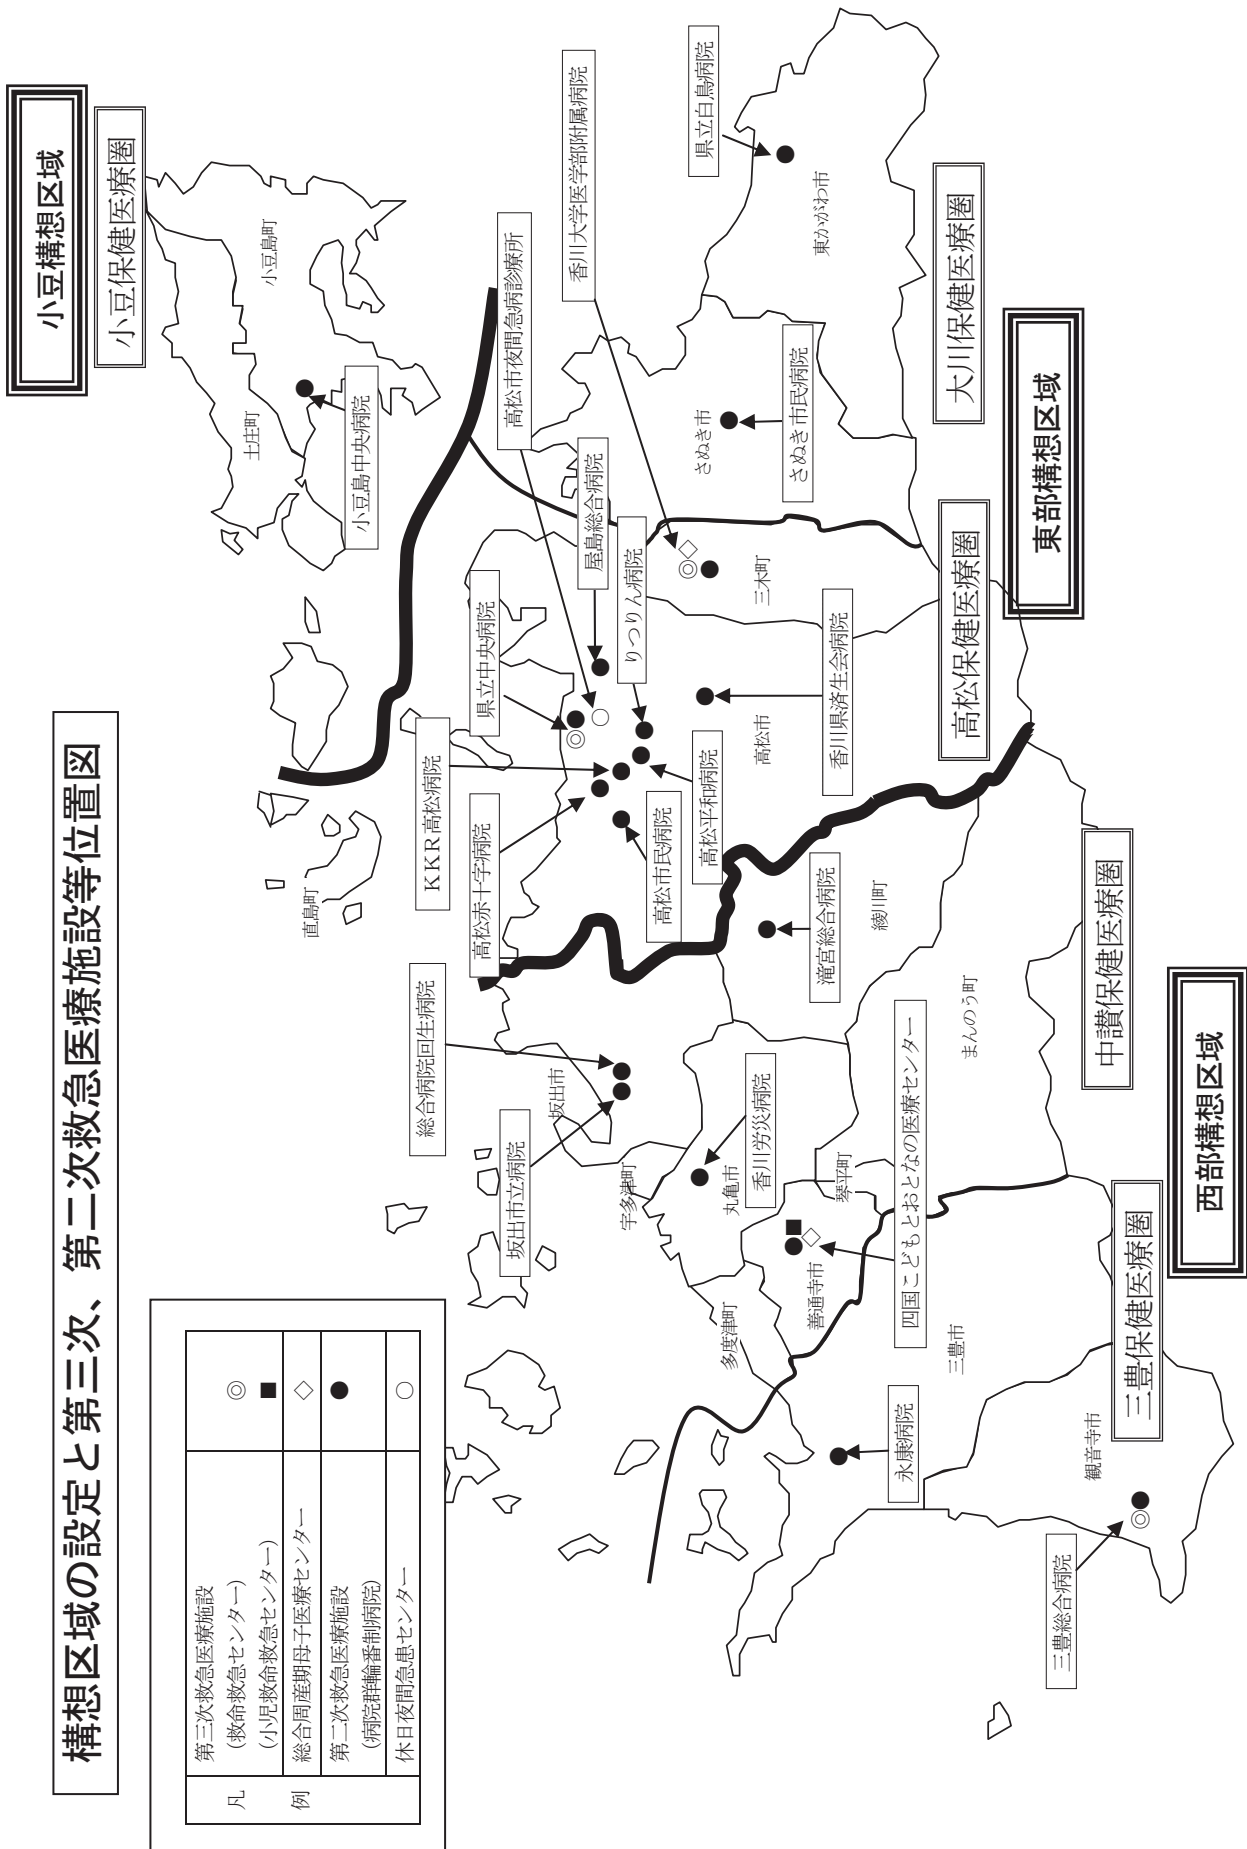 構想区域の設定と第三次、第二次救急医療施設等位置図
凡例
第三次救急医療施設
(救命救急センター)
◎
(小児救命救急センター)
■
総合周産期母子医療センター
◇
第二次救急医療施設
(病院群輪番制病院)
●
休日夜間急患センター
○
小豆構想区域
小豆保健医療圏
小豆島町
土庄町
小豆島中央病院
直島町
高松市夜間急病診療所
香川大学医学部附属病院
県立白鳥病院
東かがわ市
さぬき市
さぬき市民病院
大川保健医療圏
東部構想区域
高松保健医療圏
屋島総合病院
りつりん病院
県立中央病院
KKR高松病院
高松赤十字病院
高松市民病院
高松平和病院
香川県済生会病院
三木町
高松市
滝宮総合病院
綾川町
まんのう町
中讃保健医療圏
西部構想区域
総合病院回生病院
坂出市立病院
坂出市
宇多津町
丸亀市
香川労災病院
琴平町
善通寺市
多度津町
四国こどもとおとなの医療センター
三豊市
三豊保健医療圏
永康病院
観音寺市
三豊総合病院